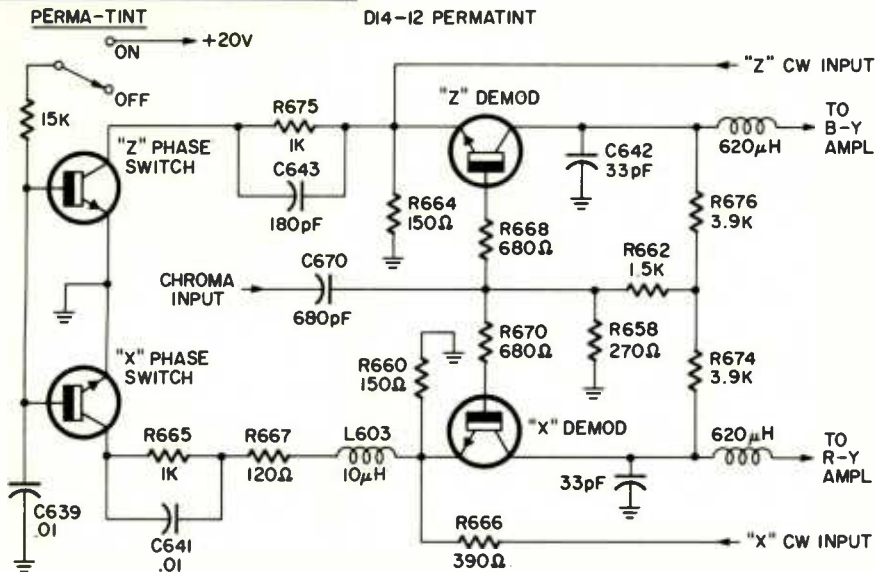 PERMA-TINT
D14-12 PERMATINT
ON
+20V
OFF
15K
"Z" PHASE
SWITCH
R675
1K
C643
180pF
"Z" DEMOD
"Z" CW INPUT
TO
B-Y
AMPL
620µH
C642
33pF
R664
150Ω
R668
680Ω
R676
3.9K
R662
1.5K
CHROMA
INPUT
C670
680pF
R670
680Ω
R658
270Ω
R660
150Ω
R674
3.9K
"X" PHASE
SWITCH
"X" DEMOD
R665
1K
R667
120Ω
L603
10µH
620µH
TO
R-Y
AMPL
33pF
C639
.01
C641
.01
R666
390Ω
"X" CW INPUT